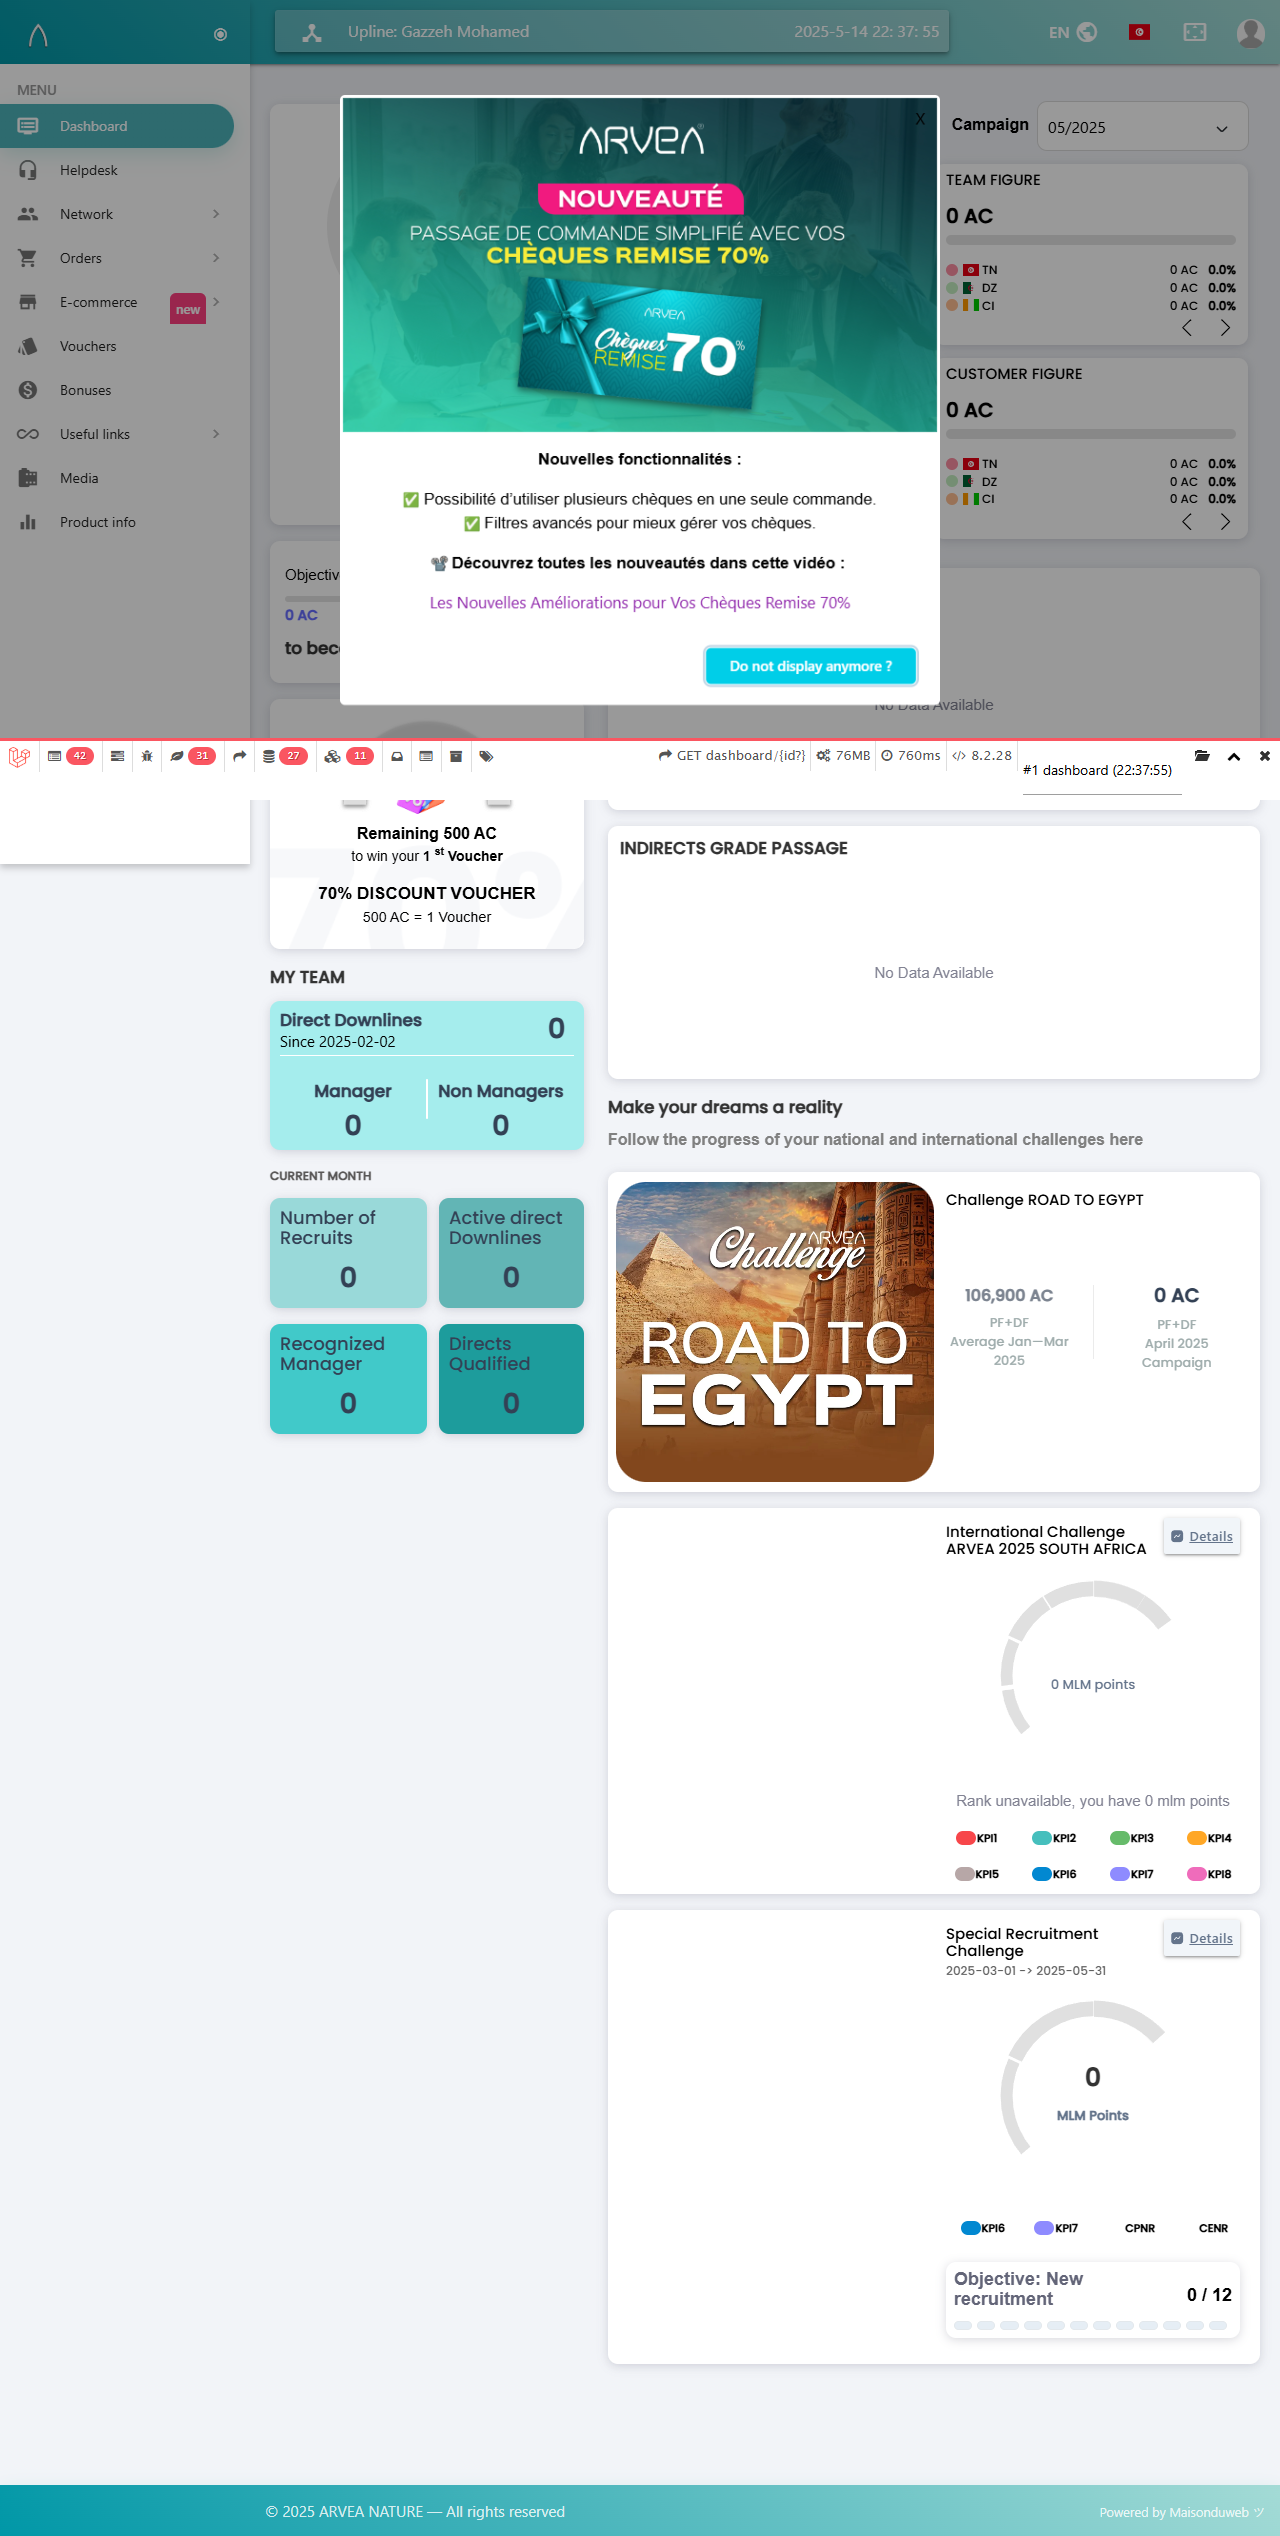 Upline: Gazzeh Mohamed
2025-5-14 22: 37: 55
EN
MENU
Dashboard
Helpdesk
Network
Orders
E-commerce
new
Vouchers
Bonuses
Useful links
Media
Product info
ARVEA
NOUVEAUTÉ
PASSAGE DE COMMANDE SIMPLIFIÉ AVEC VOS
CHÈQUES REMISE 70%
ARVEA
Chèques
REMISE 70%
X
Nouvelles fonctionnalités :
✅ Possibilité d’utiliser plusieurs chèques en une seule commande.
✅ Filtres avancés pour mieux gérer vos chèques.
📽️ Découvrez toutes les nouveautés dans cette vidéo :
Les Nouvelles Améliorations pour Vos Chèques Remise 70%
Do not display anymore ?
Campaign
05/2025
TEAM FIGURE
0 AC
TN 0 AC 0.0%
DZ 0 AC 0.0%
CI 0 AC 0.0%
CUSTOMER FIGURE
0 AC
TN 0 AC 0.0%
DZ 0 AC 0.0%
CI 0 AC 0.0%
0 AC
No Data Available
42
31
27
11
GET dashboard/{id?}
76MB
760ms
8.2.28
#1 dashboard (22:37:55)
Remaining 500 AC
to win your 1 st Voucher
70% DISCOUNT VOUCHER
500 AC = 1 Voucher
MY TEAM
Direct Downlines
0
Since 2025-02-02
Manager
0
Non Managers
0
CURRENT MONTH
Number of
Recruits
0
Active direct
Downlines
0
Recognized
Manager
0
Directs
Qualified
0
INDIRECTS GRADE PASSAGE
No Data Available
Make your dreams a reality
Follow the progress of your national and international challenges here
ARVEA
Challenge
ROAD TO
EGYPT
Challenge ROAD TO EGYPT
106,900 AC
PF+DF
Average Jan—Mar
2025
0 AC
PF+DF
April 2025
Campaign
International Challenge
ARVEA 2025 SOUTH AFRICA
Details
0 MLM points
Rank unavailable, you have 0 mlm points
KPI1 KPI2 KPI3 KPI4
KPI5 KPI6 KPI7 KPI8
Special Recruitment
Challenge
2025-03-01 -> 2025-05-31
Details
0
MLM Points
KPI6 KPI7 CPNR CENR
Objective: New
recruitment
0 / 12
© 2025 ARVEA NATURE — All rights reserved
Powered by Maisonduweb ツ